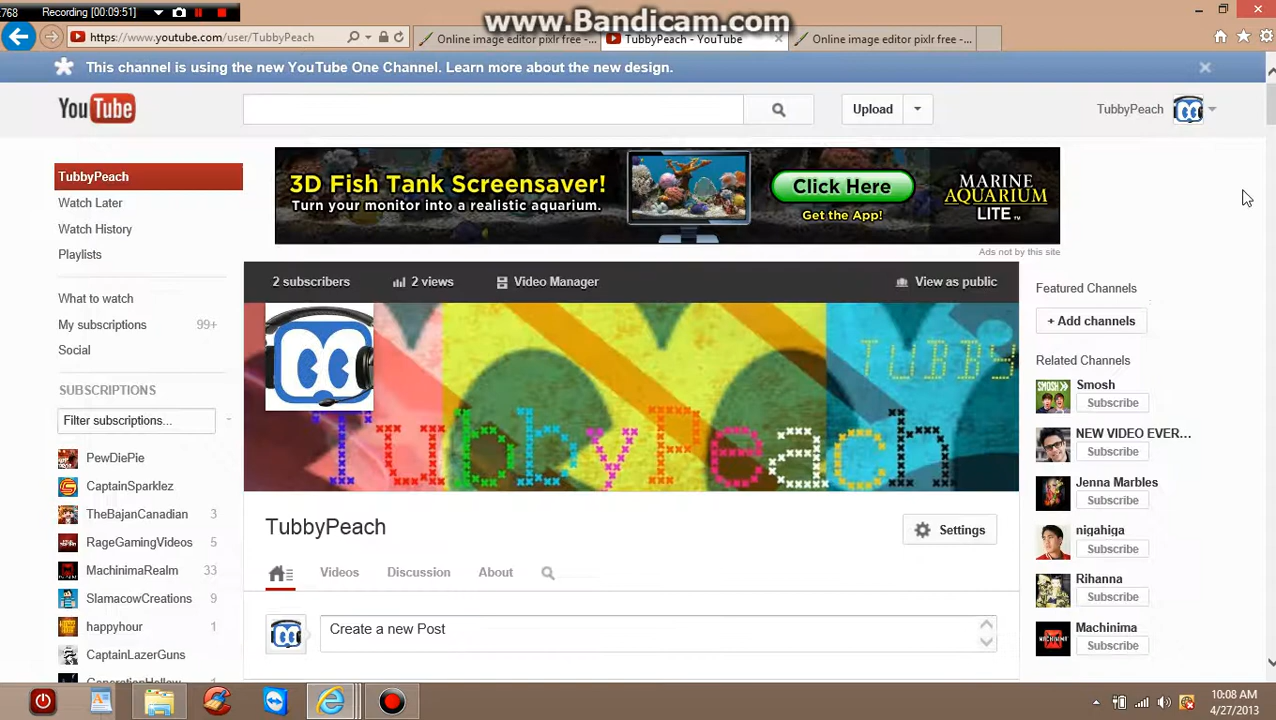 768
Recording [00:09:51]
www.Bandicam.com
https://www.youtube.com/user/TubbyPeach
Online image editor pixlr free -...
TubbyPeach - YouTube
Online image editor pixlr free -...
This channel is using the new YouTube One Channel. Learn more about the new design.
YouTube
Upload
TubbyPeach
TubbyPeach
Watch Later
Watch History
Playlists
What to watch
My subscriptions 99+
Social
SUBSCRIPTIONS
Filter subscriptions...
PewDiePie
CaptainSparklez
TheBajanCanadian 3
RageGamingVideos 5
MachinimaRealm 33
SlamacowCreations 9
happyhour 1
CaptainLazerGuns
3D Fish Tank Screensaver!
Turn your monitor into a realistic aquarium.
Click Here
Get the App!
MARINE
AQUARIUM
LITE™
Ads not by this site
2 subscribers 2 views Video Manager View as public
TUBBY
TubbyPeach
TubbyPeach
Settings
Videos Discussion About
Create a new Post
Featured Channels
+ Add channels
Related Channels
SMOSH
Smosh
Subscribe
NEW VIDEO EVER...
Subscribe
Jenna Marbles
Subscribe
nigahiga
Subscribe
Rihanna
Subscribe
Machinima
Subscribe
10:08 AM
4/27/2013